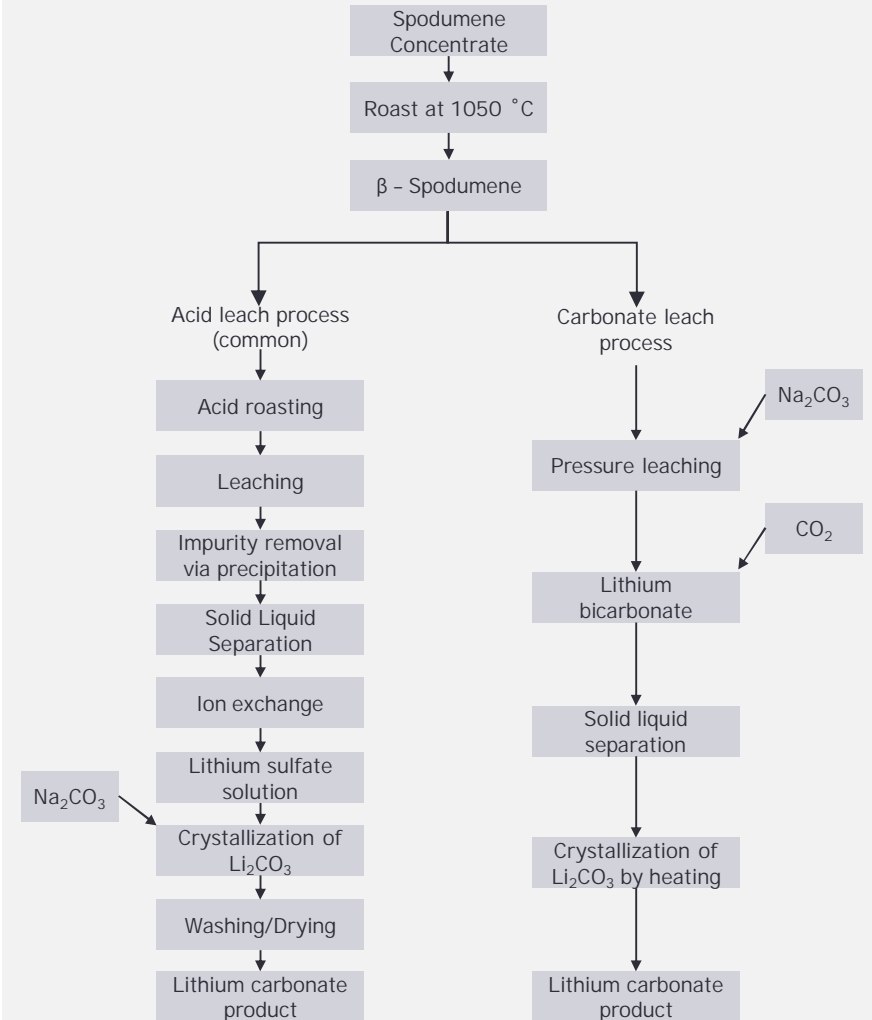 Spodumene
Concentrate
Roast at 1050 ˚C
β – Spodumene
Acid leach process
(common)
Acid roasting
Leaching
Impurity removal
via precipitation
Solid Liquid
Separation
Ion exchange
Lithium sulfate
solution
Na₂CO₃
Crystallization of
Li₂CO₃
Washing/Drying
Lithium carbonate
product
Carbonate leach
process
Na₂CO₃
Pressure leaching
CO₂
Lithium
bicarbonate
Solid liquid
separation
Crystallization of
Li₂CO₃ by heating
Lithium carbonate
product